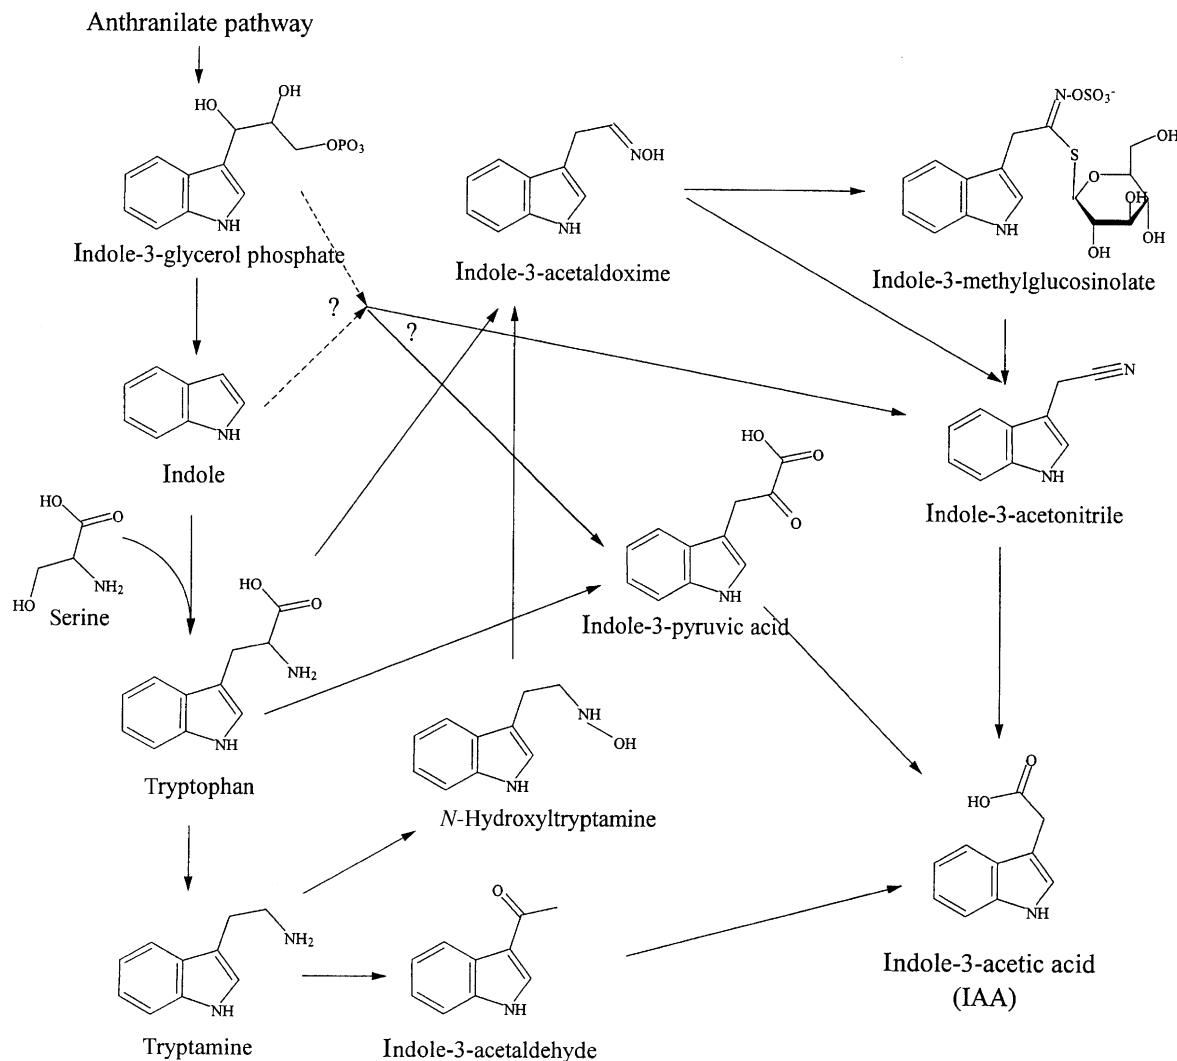 Anthranilate pathway
HO
OH
OPO3
NH
Indole-3-glycerol phosphate
NOH
NH
Indole-3-acetaldoxime
N-OSO3-
S
OH
O
OH
OH
OH
NH
Indole-3-methylglucosinolate
?
?
NH
Indole
N
NH
Indole-3-acetonitrile
HO
O
NH2
HO
Serine
HO
O
O
NH
Indole-3-pyruvic acid
HO
O
NH2
NH
Tryptophan
NH
OH
NH
N-Hydroxyltryptamine
O
HO
NH
Indole-3-acetic acid
(IAA)
NH2
NH
Tryptamine
O
NH
Indole-3-acetaldehyde